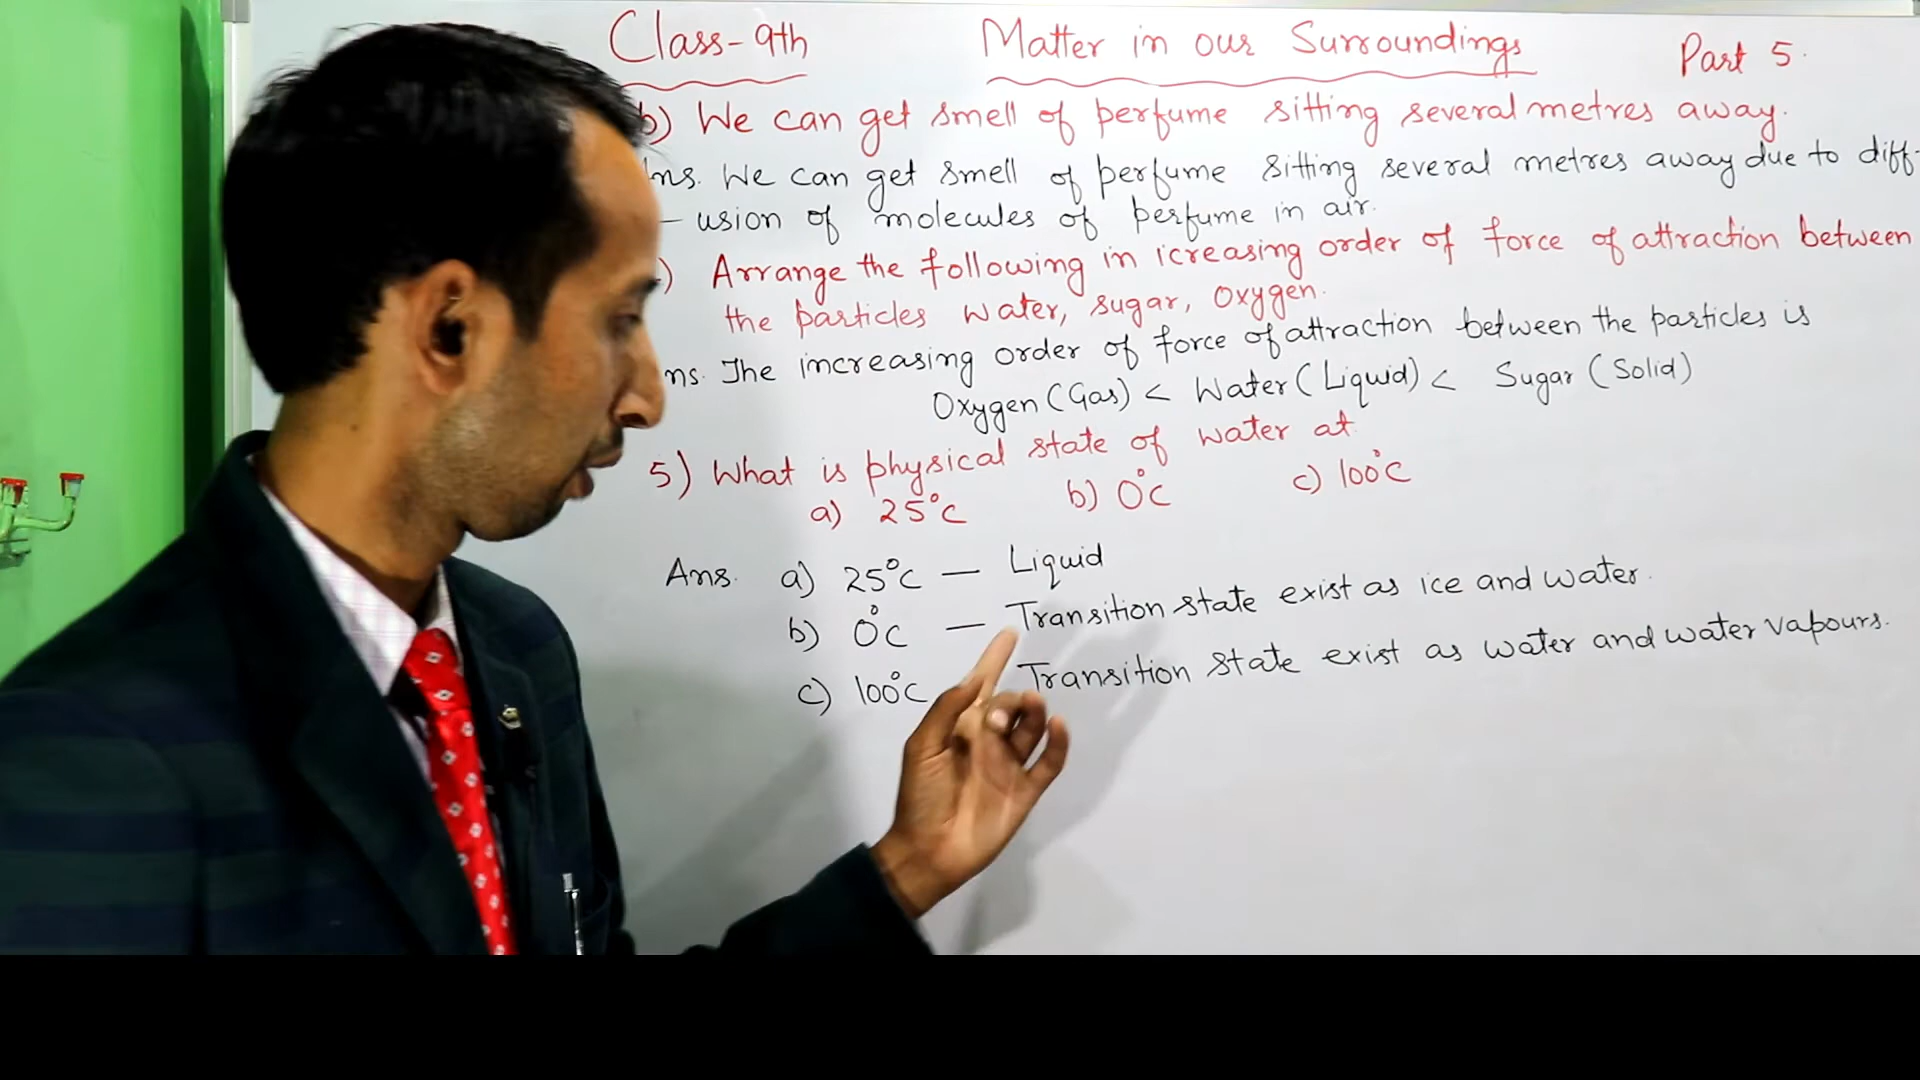 Class-9th Matter in our Surroundings Part 5.
b) We can get smell of perfume sitting several metres away.
Ans. We can get smell of perfume sitting several metres away due to diff-
- usion of molecules of perfume in air.
) Arrange the following in icreasing order of force of attraction between
the particles water, sugar, oxygen.
ns. The increasing order of force of attraction between the particles is
Oxygen (Gas) < Water (Liquid) < Sugar (Solid)
5) What is physical state of water at
a) 25°C b) 0°C c) 100°C
Ans. a) 25°C — Liquid
b) 0°C — Transition state exist as ice and water.
c) 100°C Transition state exist as water and water vapours.